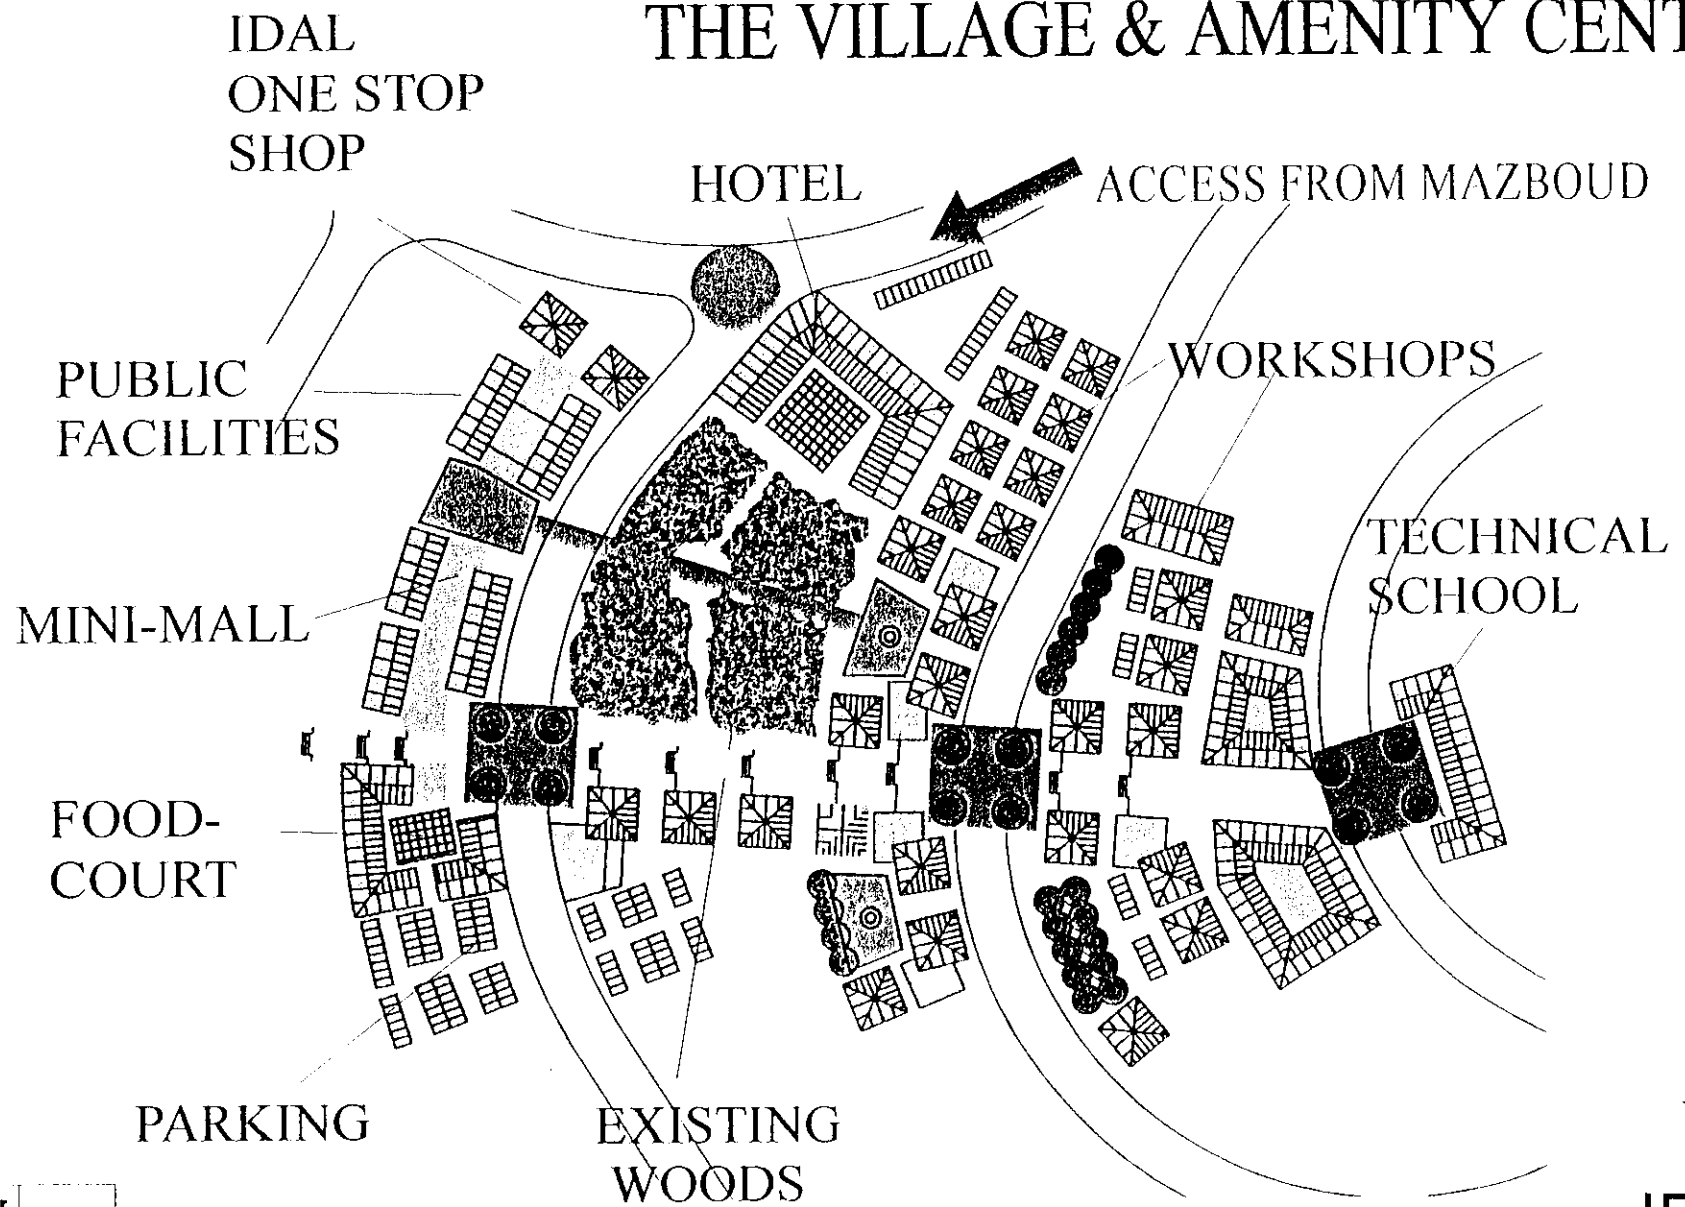 THE VILLAGE & AMENITY CENT
IDAL
ONE STOP
SHOP
HOTEL
ACCESS FROM MAZBOUD
WORKSHOPS
PUBLIC
FACILITIES
TECHNICAL
SCHOOL
MINI-MALL
FOOD-
COURT
PARKING
EXISTING
WOODS